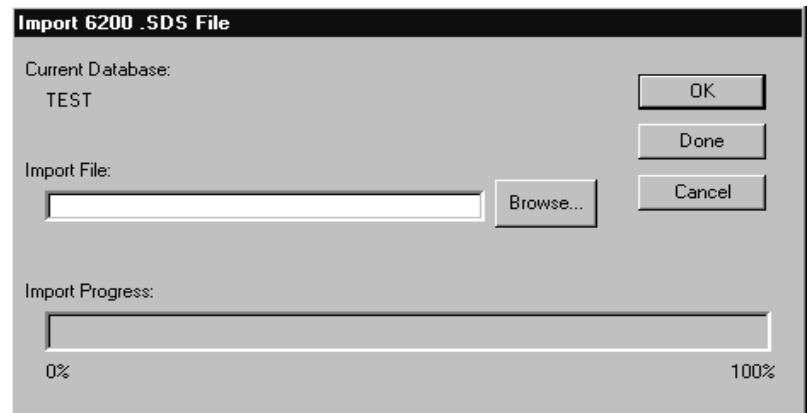 Import 6200 .SDS File
Current Database:
TEST
OK
Done
Import File:
Browse...
Cancel
Import Progress:
0%
100%